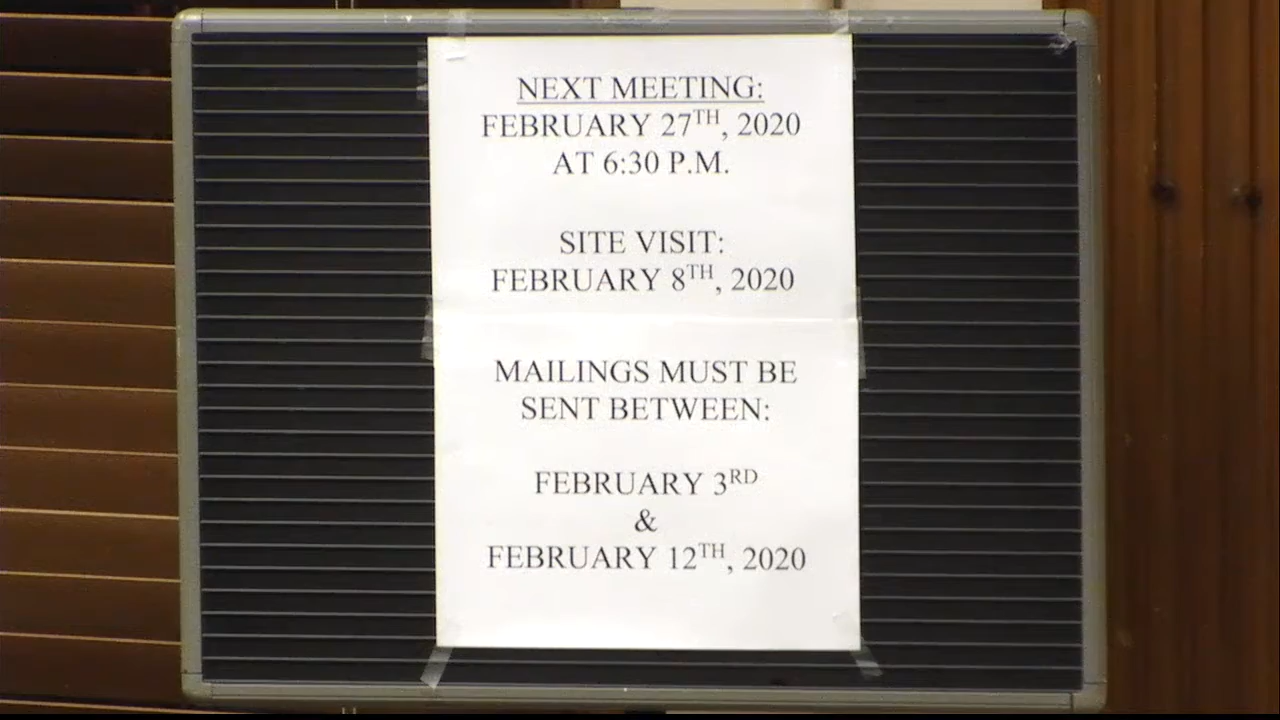 NEXT MEETING:
FEBRUARY 27TH, 2020
AT 6:30 P.M.
SITE VISIT:
FEBRUARY 8TH, 2020
MAILINGS MUST BE
SENT BETWEEN:
FEBRUARY 3RD
&
FEBRUARY 12TH, 2020